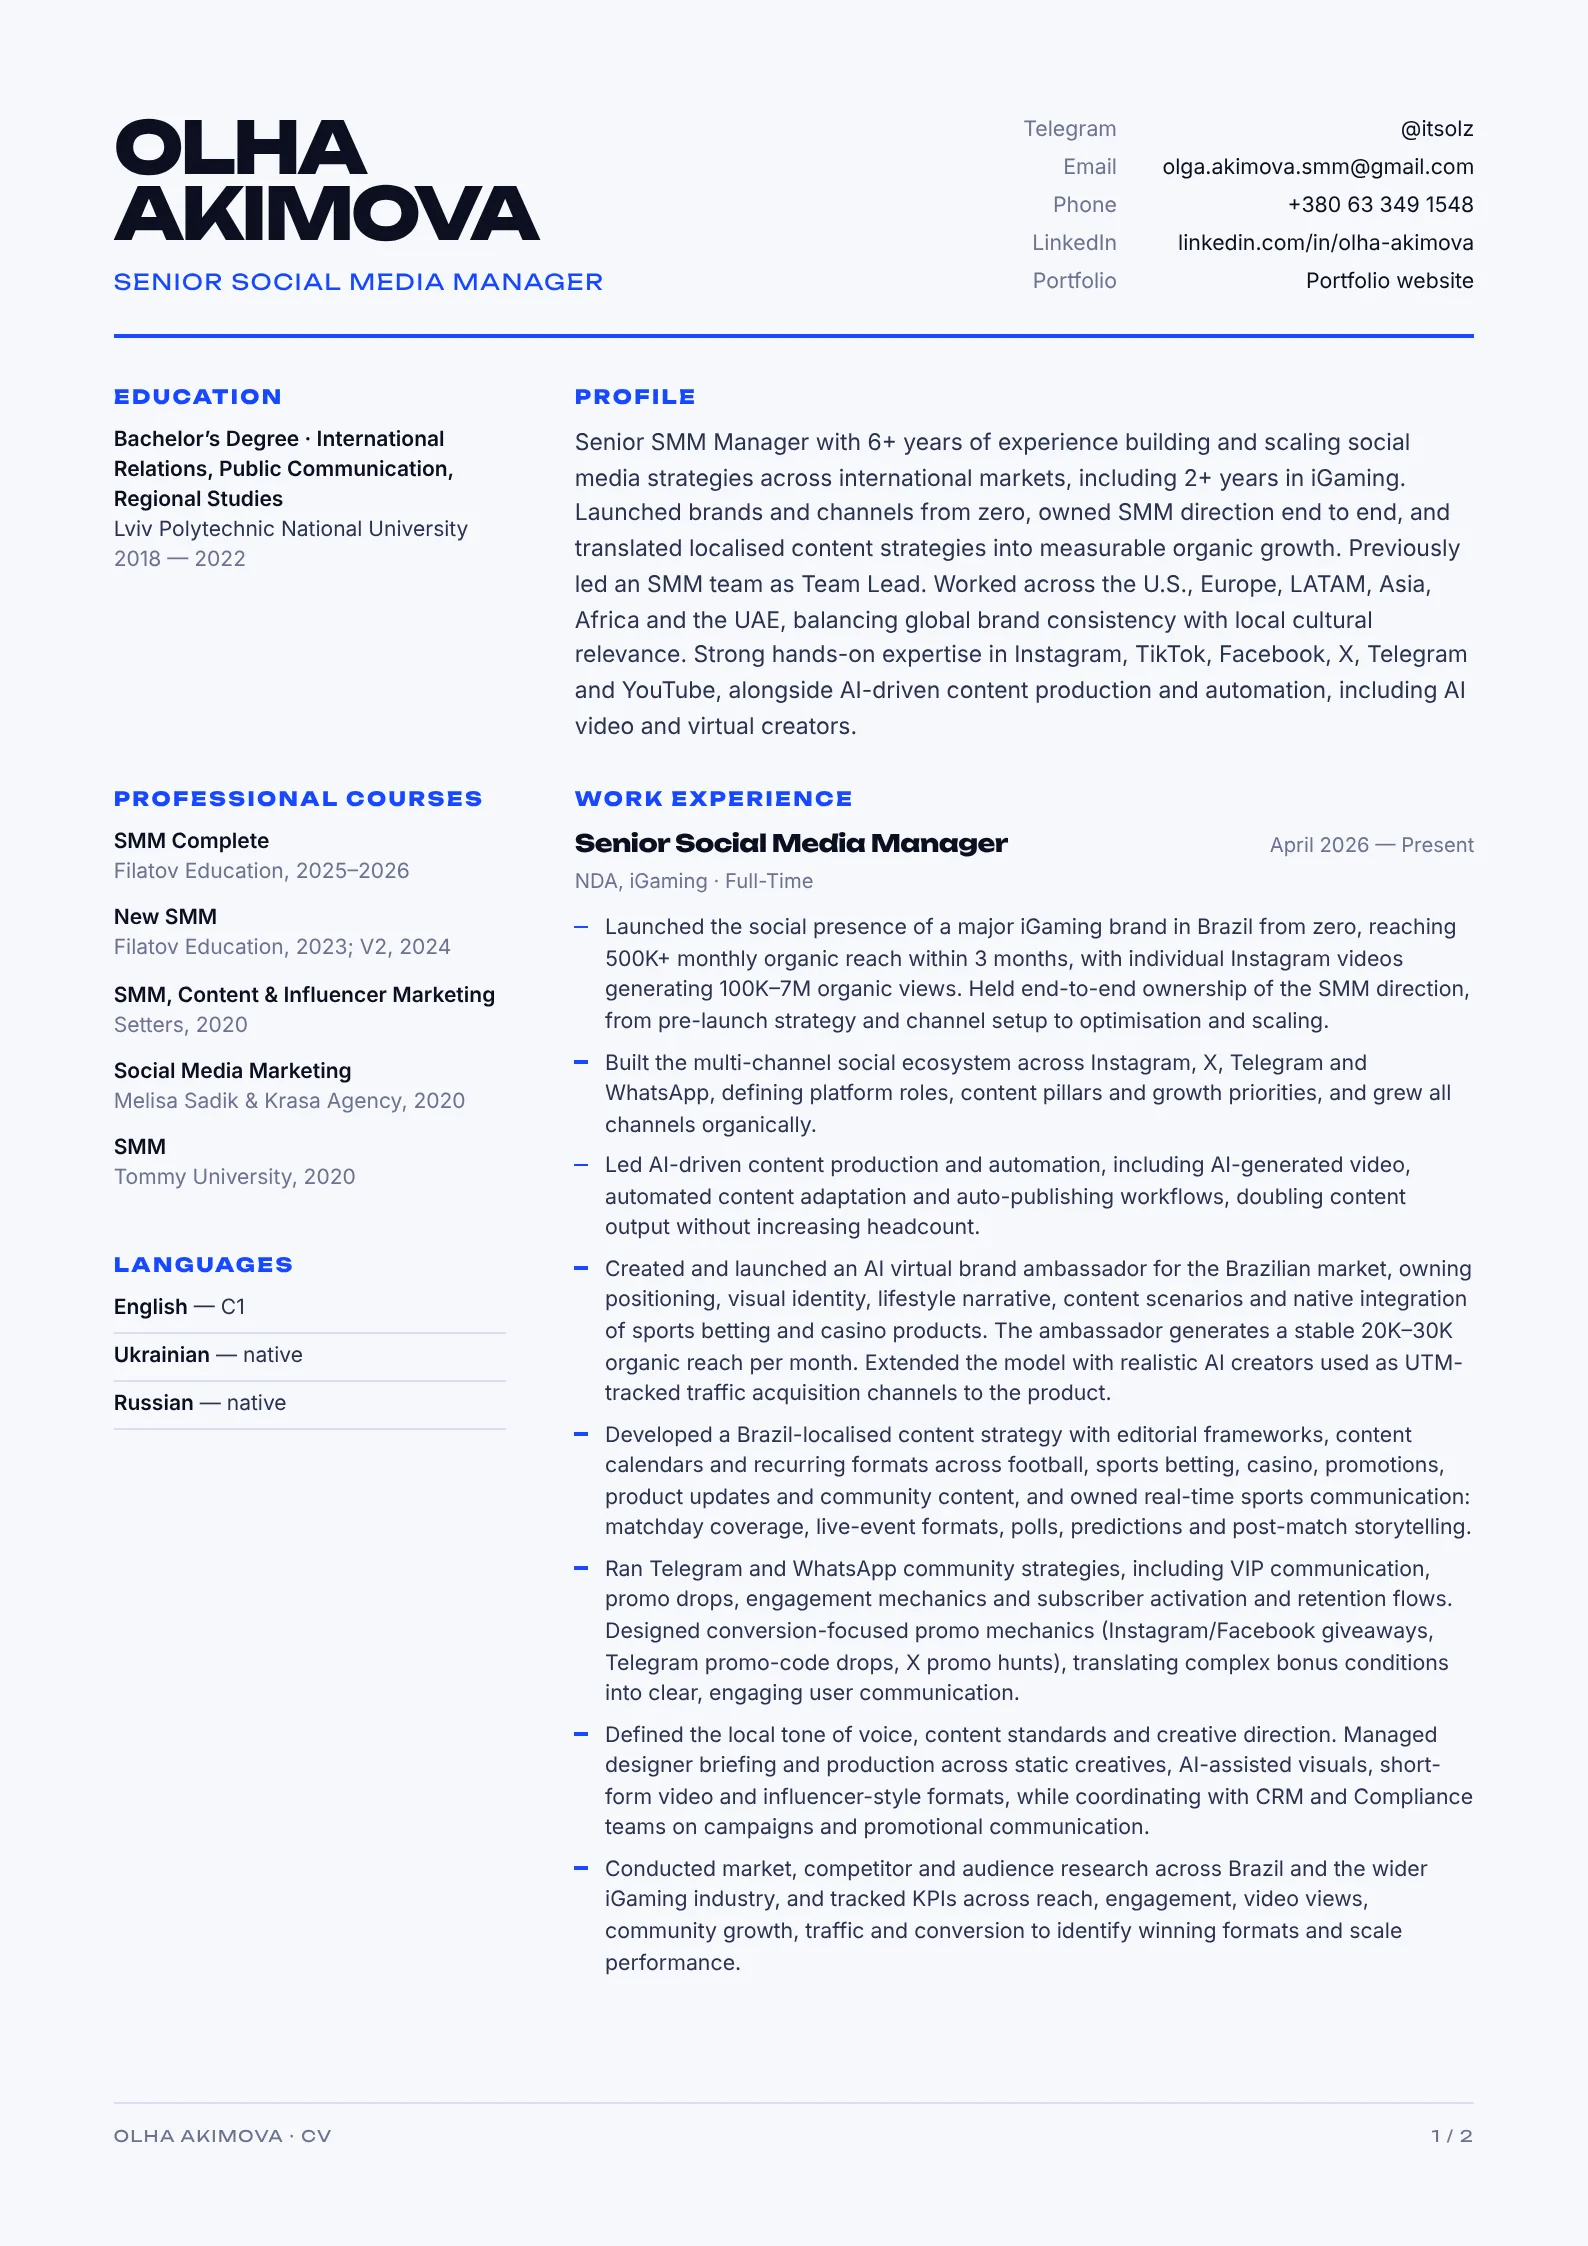 OLHA
AKIMOVA
SENIOR SOCIAL MEDIA MANAGER
Telegram @itsolz
Email olga.akimova.smm@gmail.com
Phone +380 63 349 1548
LinkedIn linkedin.com/in/olha-akimova
Portfolio Portfolio website
EDUCATION
Bachelor’s Degree · International
Relations, Public Communication,
Regional Studies
Lviv Polytechnic National University
2018 — 2022
PROFILE
Senior SMM Manager with 6+ years of experience building and scaling social
media strategies across international markets, including 2+ years in iGaming.
Launched brands and channels from zero, owned SMM direction end to end, and
translated localised content strategies into measurable organic growth. Previously
led an SMM team as Team Lead. Worked across the U.S., Europe, LATAM, Asia,
Africa and the UAE, balancing global brand consistency with local cultural
relevance. Strong hands-on expertise in Instagram, TikTok, Facebook, X, Telegram
and YouTube, alongside AI-driven content production and automation, including AI
video and virtual creators.
PROFESSIONAL COURSES
SMM Complete
Filatov Education, 2025–2026
New SMM
Filatov Education, 2023; V2, 2024
SMM, Content & Influencer Marketing
Setters, 2020
Social Media Marketing
Melisa Sadik & Krasa Agency, 2020
SMM
Tommy University, 2020
LANGUAGES
English — C1
Ukrainian — native
Russian — native
WORK EXPERIENCE
Senior Social Media Manager April 2026 — Present
NDA, iGaming · Full-Time
– Launched the social presence of a major iGaming brand in Brazil from zero, reaching
500K+ monthly organic reach within 3 months, with individual Instagram videos
generating 100K–7M organic views. Held end-to-end ownership of the SMM direction,
from pre-launch strategy and channel setup to optimisation and scaling.
– Built the multi-channel social ecosystem across Instagram, X, Telegram and
WhatsApp, defining platform roles, content pillars and growth priorities, and grew all
channels organically.
– Led AI-driven content production and automation, including AI-generated video,
automated content adaptation and auto-publishing workflows, doubling content
output without increasing headcount.
– Created and launched an AI virtual brand ambassador for the Brazilian market, owning
positioning, visual identity, lifestyle narrative, content scenarios and native integration
of sports betting and casino products. The ambassador generates a stable 20K–30K
organic reach per month. Extended the model with realistic AI creators used as UTM-
tracked traffic acquisition channels to the product.
– Developed a Brazil-localised content strategy with editorial frameworks, content
calendars and recurring formats across football, sports betting, casino, promotions,
product updates and community content, and owned real-time sports communication:
matchday coverage, live-event formats, polls, predictions and post-match storytelling.
– Ran Telegram and WhatsApp community strategies, including VIP communication,
promo drops, engagement mechanics and subscriber activation and retention flows.
Designed conversion-focused promo mechanics (Instagram/Facebook giveaways,
Telegram promo-code drops, X promo hunts), translating complex bonus conditions
into clear, engaging user communication.
– Defined the local tone of voice, content standards and creative direction. Managed
designer briefing and production across static creatives, AI-assisted visuals, short-
form video and influencer-style formats, while coordinating with CRM and Compliance
teams on campaigns and promotional communication.
– Conducted market, competitor and audience research across Brazil and the wider
iGaming industry, and tracked KPIs across reach, engagement, video views,
community growth, traffic and conversion to identify winning formats and scale
performance.
OLHA AKIMOVA · CV 1 / 2